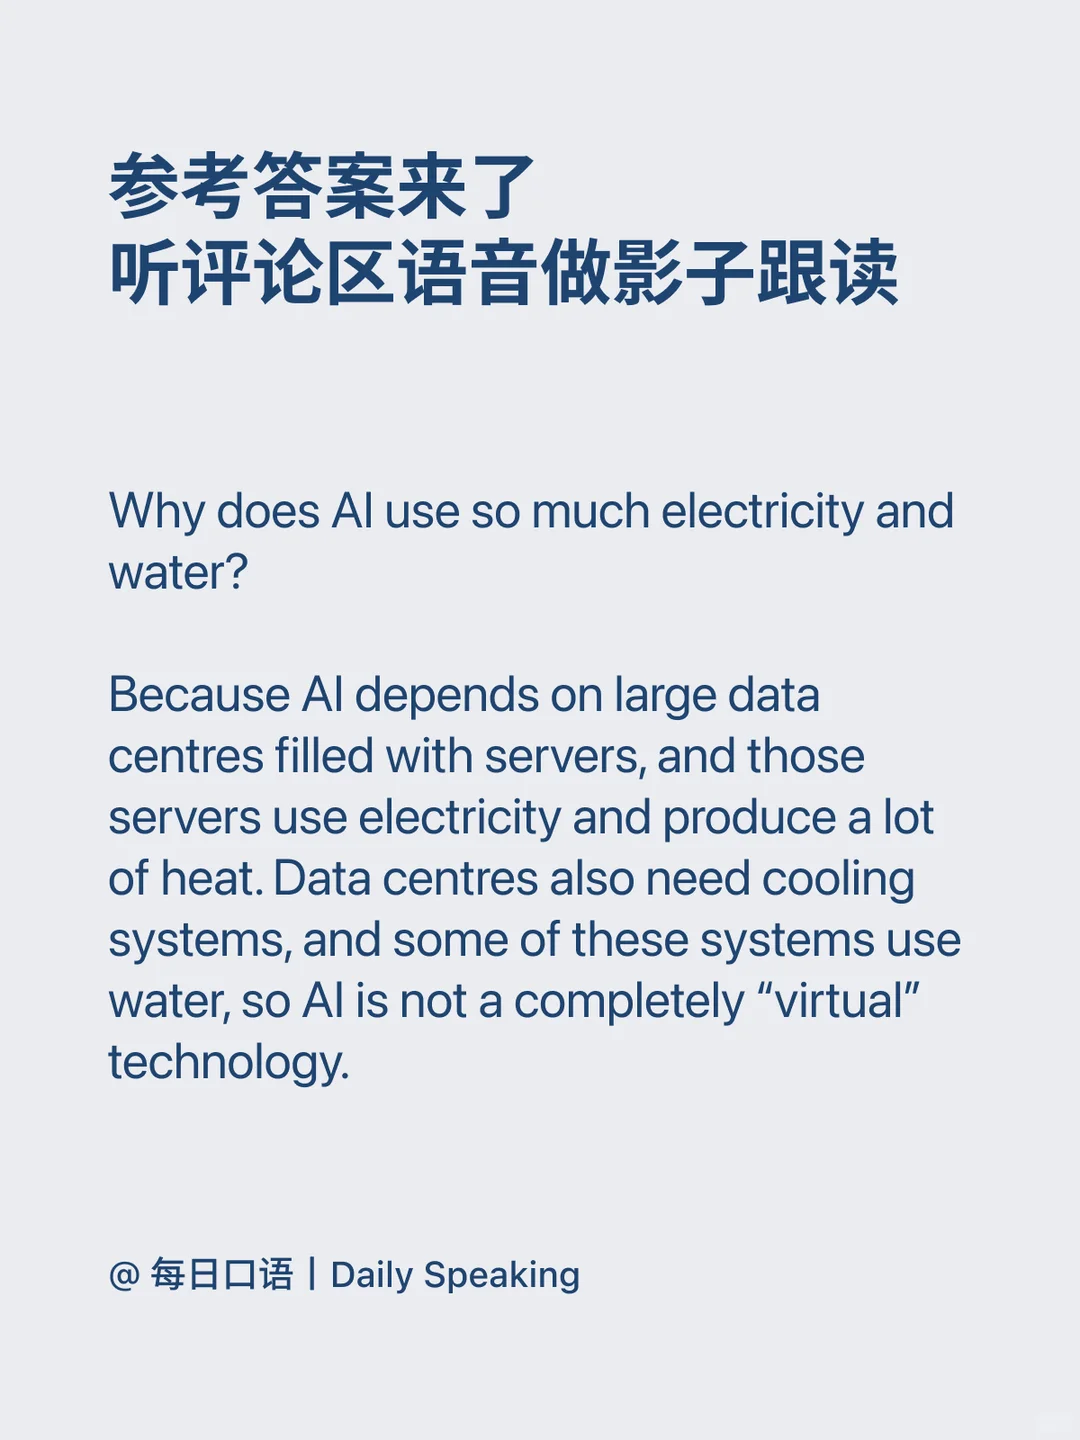 参考答案来了
听评论区语音做影子跟读
Why does AI use so much electricity and
water?
Because AI depends on large data
centres filled with servers, and those
servers use electricity and produce a lot
of heat. Data centres also need cooling
systems, and some of these systems use
water, so AI is not a completely “virtual”
technology.
@ 每日口语｜Daily Speaking